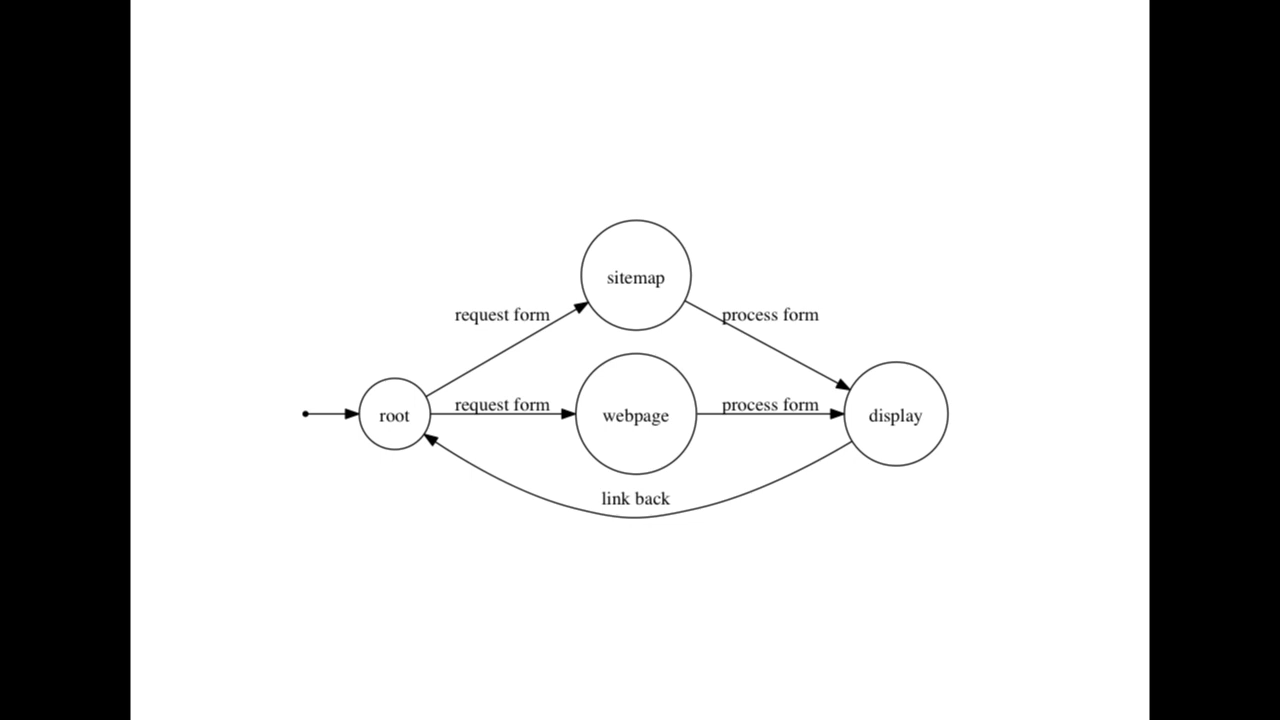 sitemap
request form
process form
root
request form
webpage
process form
display
link back